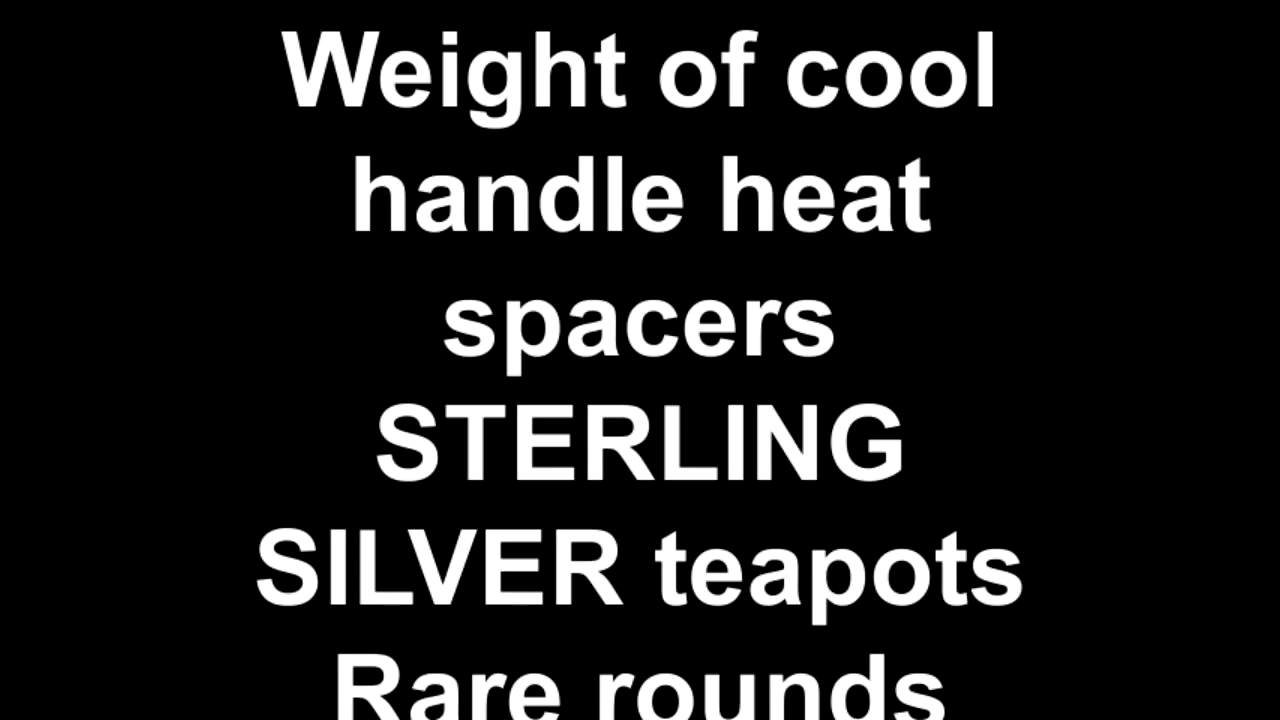 Weight of cool
handle heat
spacers
STERLING
SILVER teapots
Rare rounds